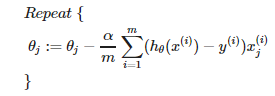 Repeat {
θ_j := θ_j − α/m ∑_{i=1}^{m} (h_θ(x^{(i)}) − y^{(i)}) x_j^{(i)}
}